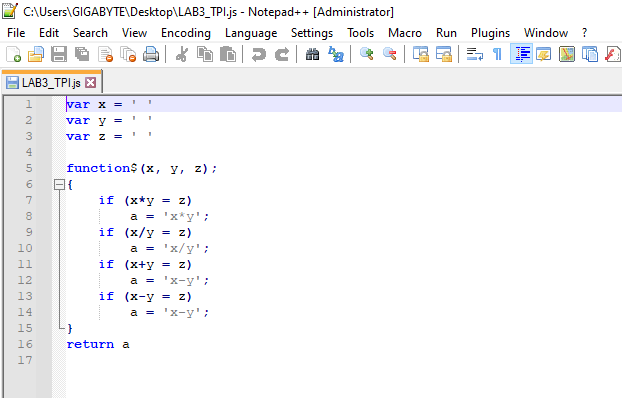 C:\Users\GIGABYTE\Desktop\LAB3_TPI.js - Notepad++ [Administrator]
File Edit Search View Encoding Language Settings Tools Macro Run Plugins Window ?
LAB3_TPI.js
1 var x = ' '
2 var y = ' '
3 var z = ' '
4
5 function$(x, y, z);
6 {
7 if (x*y = z)
8 a = 'x*y';
9 if (x/y = z)
10 a = 'x/y';
11 if (x+y = z)
12 a = 'x-y';
13 if (x-y = z)
14 a = 'x-y';
15 }
16 return a
17